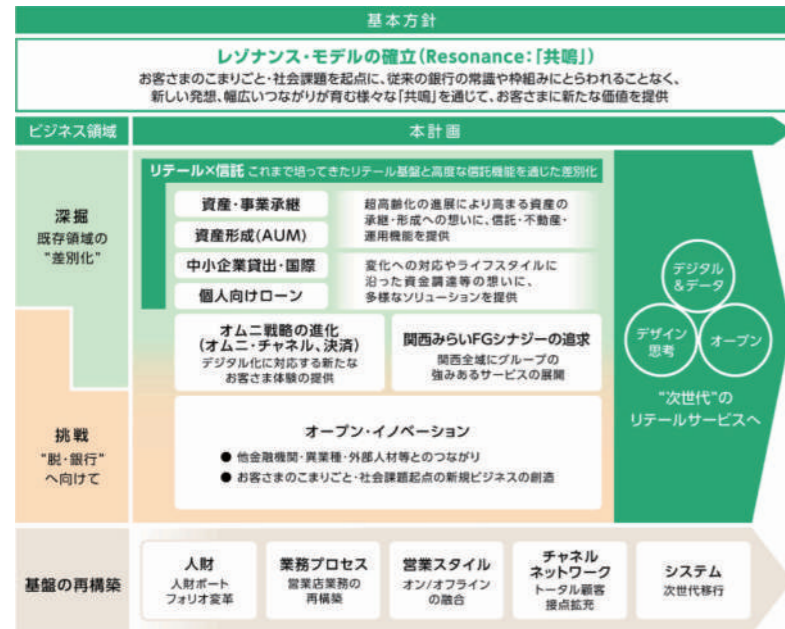 基本方針
レゾナンス・モデルの確立(Resonance:「共鳴」)
お客さまのこまりごと・社会課題を起点に、従来の銀行の常識や枠組みにとらわれることなく、
新しい発想、幅広いつながりが育む様々な「共鳴」を通じて、お客さまに新たな価値を提供
ビジネス領域
本計画
深掘
既存領域の
"差別化"
リテール×信託 これまで培ってきたリテール基盤と高度な信託機能を通じた差別化
資産・事業承継
資産形成(AUM)
超高齢化の進展により高まる資産の
承継・形成への想いに、信託・不動産・
運用機能を提供
中小企業貸出・国際
個人向けローン
変化への対応やライフスタイルに
沿った資金調達等の想いに、
多様なソリューションを提供
オムニ戦略の進化
(オムニ・チャネル、決済)
デジタル化に対応する新たな
お客さま体験の提供
関西みらいFGシナジーの追求
関西全域にグループの
強みあるサービスの展開
挑戦
"脱・銀行"
へ向けて
オープン・イノベーション
● 他金融機関・異業種・外部人材等とのつながり
● お客さまのこまりごと・社会課題起点の新規ビジネスの創造
デジタル
&データ
デザイン
思考
オープン
"次世代"の
リテールサービスへ
基盤の再構築
人財
人財ポート
フォリオ変革
業務プロセス
営業店業務の
再構築
営業スタイル
オン/オフライン
の融合
チャネル
ネットワーク
トータル顧客
接点拡充
システム
次世代移行